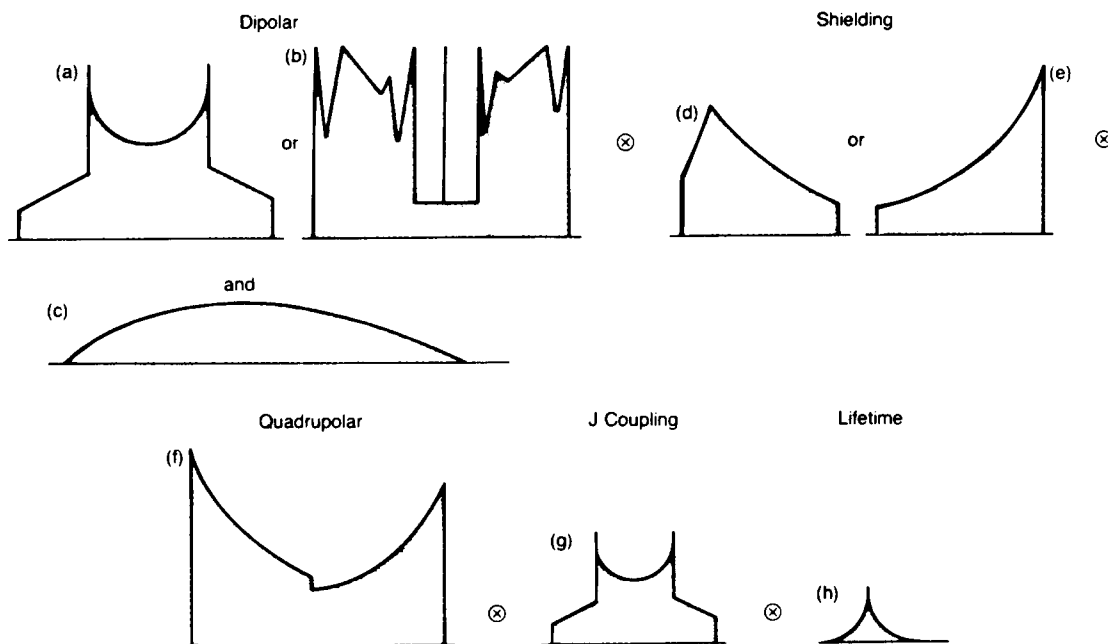 Dipolar
Shielding
(a)
(b)
or
⊗
(d)
or
(e)
⊗
and
(c)
Quadrupolar
J Coupling
Lifetime
(f)
⊗
(g)
⊗
(h)